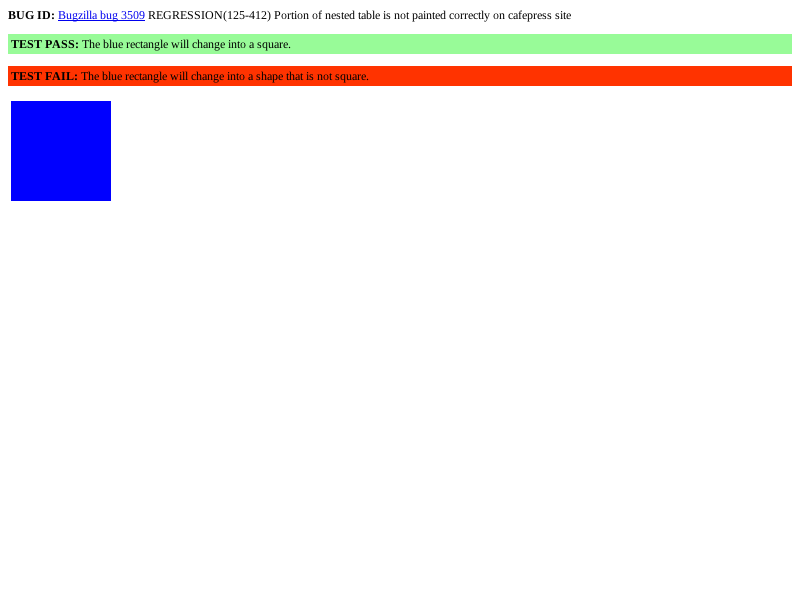 BUG ID: Bugzilla bug 3509 REGRESSION(125-412) Portion of nested table is not painted correctly on cafepress site
TEST PASS: The blue rectangle will change into a square.
TEST FAIL: The blue rectangle will change into a shape that is not square.